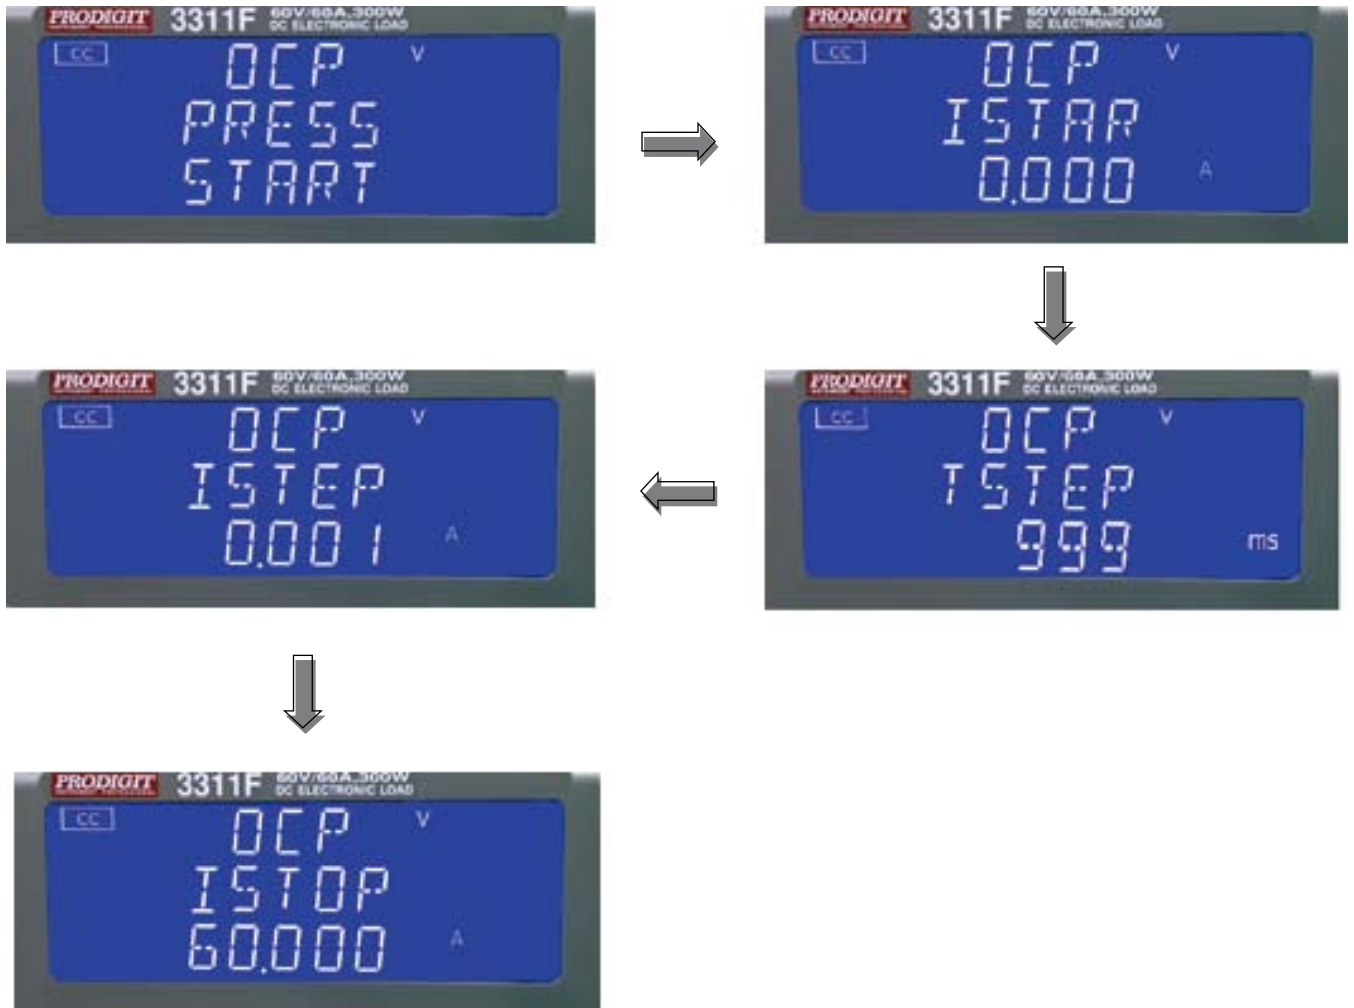 PRODIGIT 3311F 60V/60A,300W
DC ELECTRONIC LOAD
CC OCP V
PRESS
START
PRODIGIT 3311F 60V/60A,300W
DC ELECTRONIC LOAD
CC OCP V
ISTAR
0.000 A
PRODIGIT 3311F 60V/60A,300W
DC ELECTRONIC LOAD
CC OCP V
TSTEP
999 ms
PRODIGIT 3311F 60V/60A,300W
DC ELECTRONIC LOAD
CC OCP V
ISTEP
0.001 A
PRODIGIT 3311F 60V/60A,300W
DC ELECTRONIC LOAD
CC OCP V
ISTOP
60.000 A